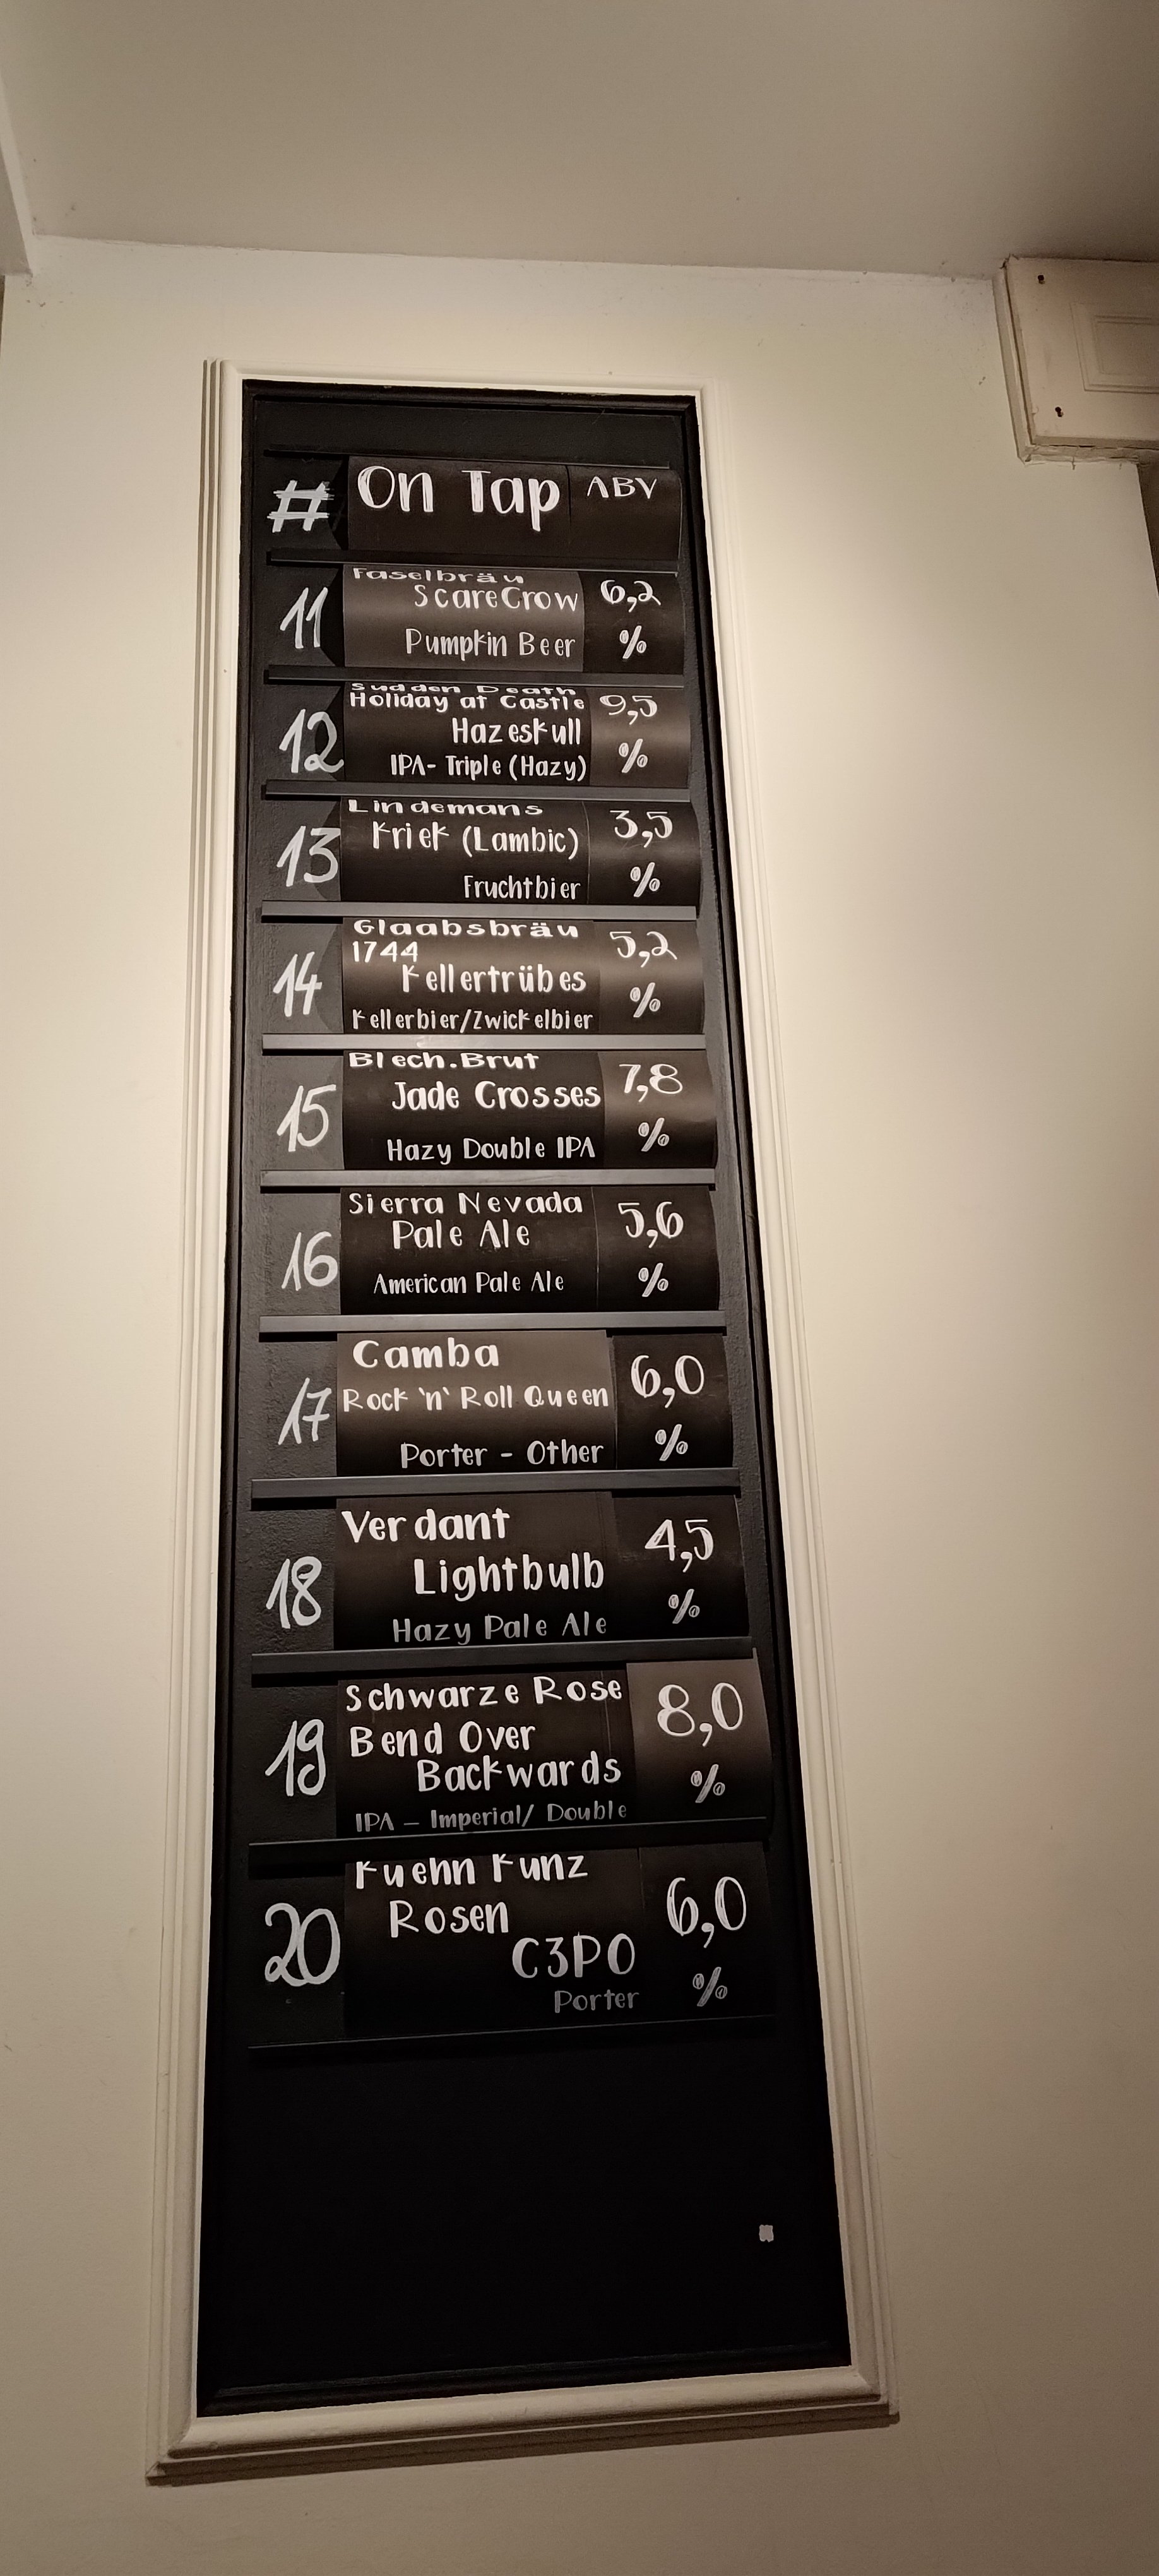 # On Tap ABV
11 Faselbräu 6,2
ScareCrow
Pumpkin Beer %
12 Sudden Death 9,5
Holiday at Castle
Hazeskull
IPA- Triple (Hazy) %
13 Lindemans 3,5
Kriek (Lambic)
Fruchtbier %
14 Glaabsbräu 5,2
1744
Kellertrübes
Kellerbier/Zwickelbier %
15 Blech.Brut 7,8
Jade Crosses
Hazy Double IPA %
16 Sierra Nevada 5,6
Pale Ale
American Pale Ale %
17 Camba 6,0
Rock 'n' Roll Queen
Porter - Other %
18 Verdant 4,5
Lightbulb
Hazy Pale Ale %
19 Schwarze Rose 8,0
Bend Over
Backwards
IPA - Imperial/ Double %
20 Kuehn Kunz 6,0
Rosen
C3PO
Porter %